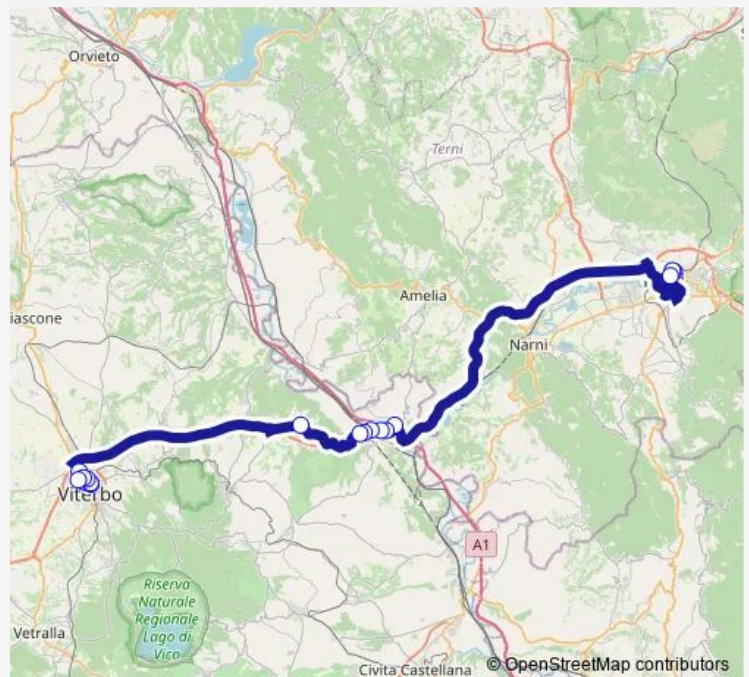 Orvieto
Terni
Amelia
iascone
Narni
Viterbo
A1
Riserva
Naturale
Regionale
Lago di
Vico
Vetralla
Civita Castellana
© OpenStreetMap contributors